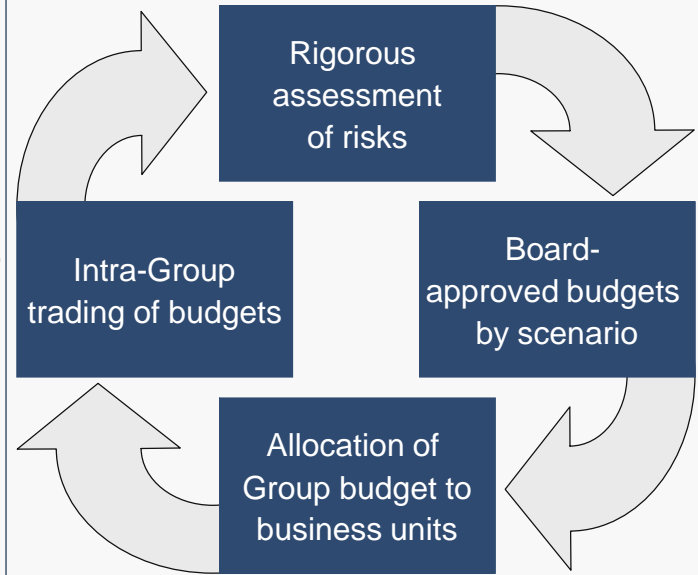 Rigorous
assessment
of risks
Intra-Group
trading of budgets
Board-
approved budgets
by scenario
Allocation of
Group budget to
business units